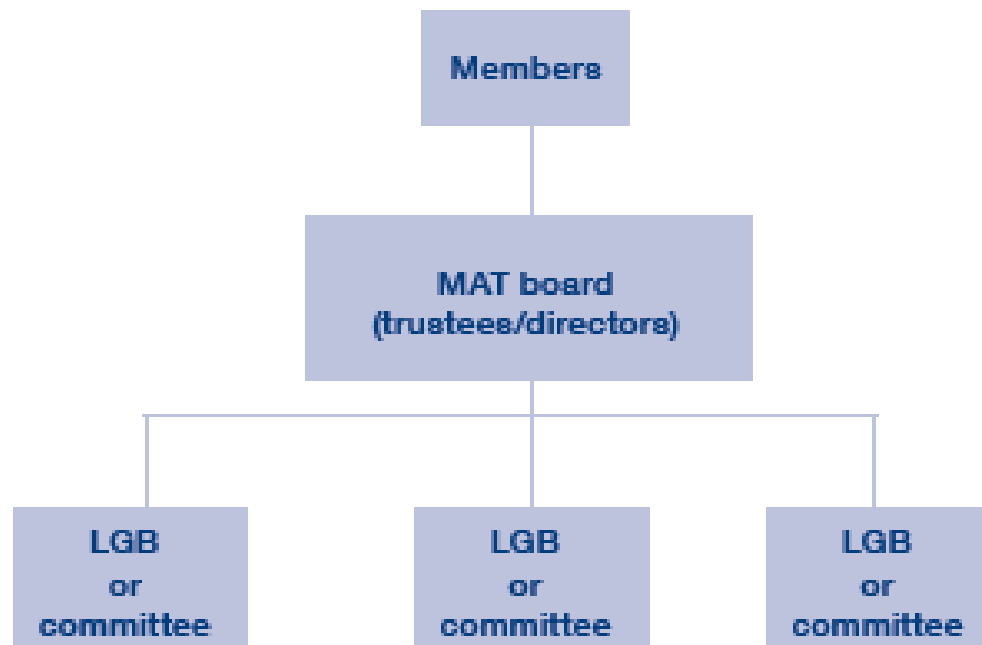 Members
MAT board
(trustees/directors)
LGB
or
committee
LGB
or
committee
LGB
or
committee